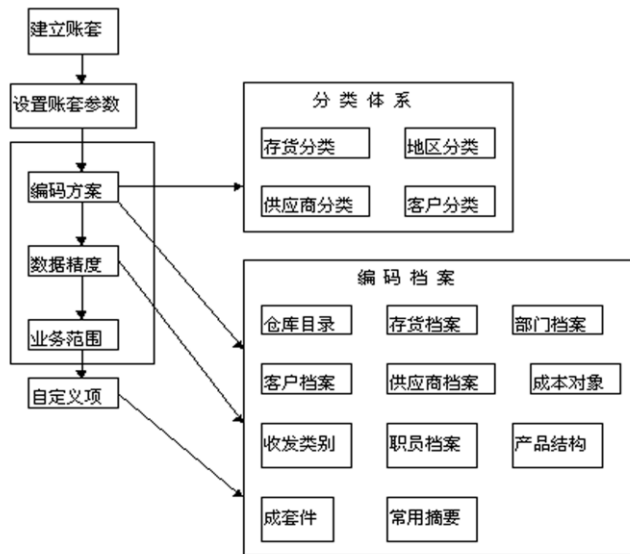 建立账套
设置账套参数
编码方案
数据精度
业务范围
自定义项
分类体系
存货分类 地区分类
供应商分类 客户分类
编码档案
仓库目录 存货档案 部门档案
客户档案 供应商档案 成本对象
收发类别 职员档案 产品结构
成套件 常用摘要